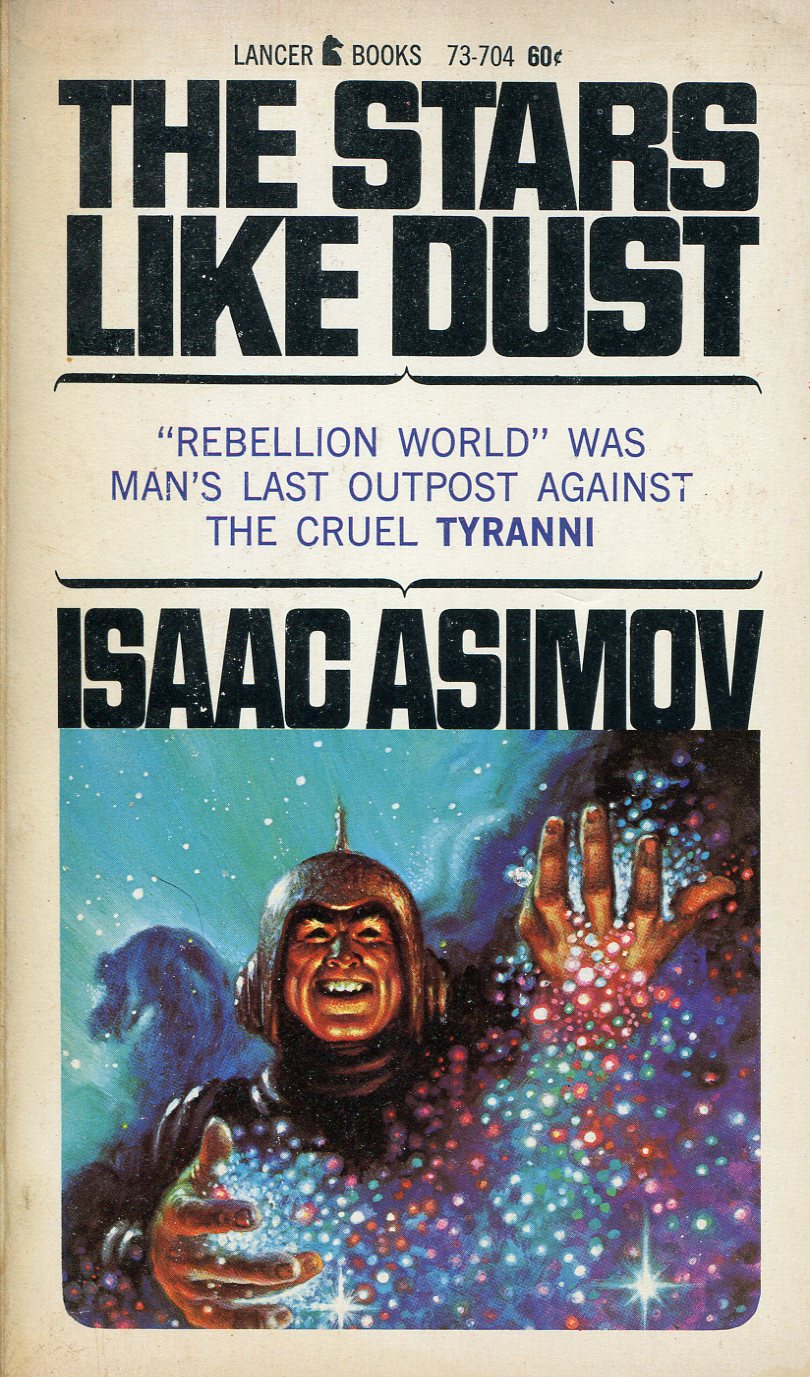 LANCER BOOKS 73-704 60¢
THE STARS
LIKE DUST
“REBELLION WORLD” WAS
MAN’S LAST OUTPOST AGAINST
THE CRUEL TYRANNI
ISAAC ASIMOV